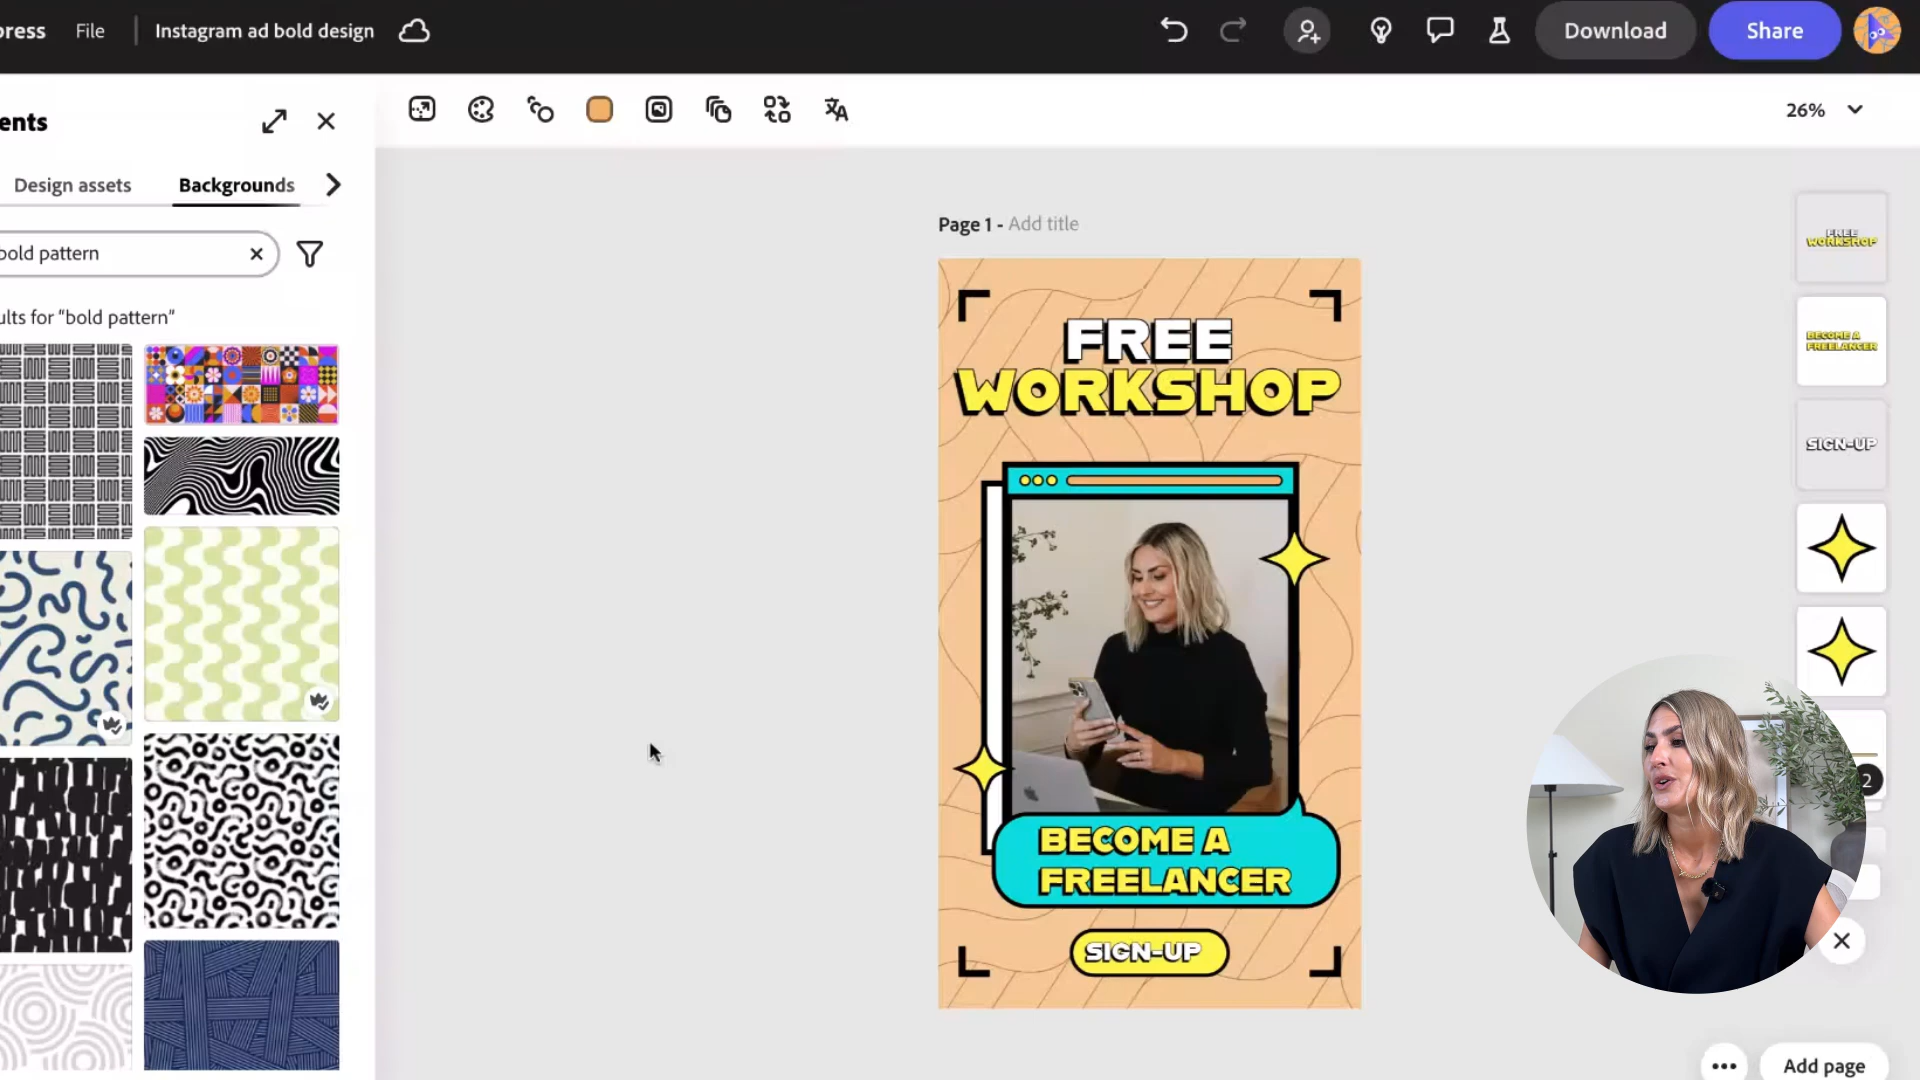 press File Instagram ad bold design Download Share
ents
26%
Design assets Backgrounds
bold pattern
ults for “bold pattern”
Page 1 - Add title
FREE
WORKSHOP
BECOME A
FREELANCER
SIGN-UP
FREE
WORKSHOP
BECOME A
FREELANCER
SIGN-UP
2
Add page